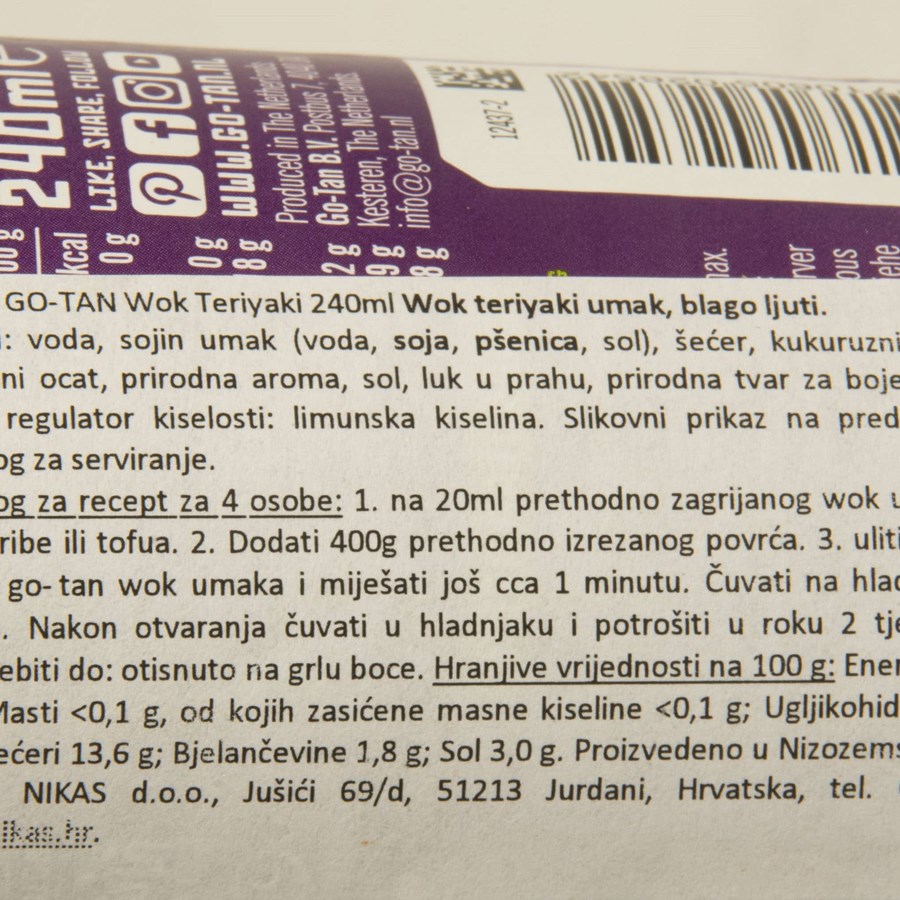 240ml
LIKE, SHARE, FOLLOW
WWW.GO-TAN.NL
Produced in The Netherlands.
Go-Tan B.V. Postbus 7
Kesteren, The Netherlands.
info@go-tan.nl
12437-2
kcal
0 g
0 g
8 g
2 g
9 g
8 g
GO-TAN Wok Teriyaki 240ml Wok teriyaki umak, blago ljuti.
: voda, sojin umak (voda, soja, pšenica, sol), šećer, kukuruzni
ni ocat, prirodna aroma, sol, luk u prahu, prirodna tvar za boje
regulator kiselosti: limunska kiselina. Slikovni prikaz na pred
og za serviranje.
og za recept za 4 osobe: 1. na 20ml prethodno zagrijanog wok u
ribe ili tofua. 2. Dodati 400g prethodno izrezanog povrća. 3. uliti
go-tan wok umaka i miješati još cca 1 minutu. Čuvati na hlad
. Nakon otvaranja čuvati u hladnjaku i potrošiti u roku 2 tje
ebiti do: otisnuto na grlu boce. Hranjive vrijednosti na 100 g: Ener
Masti <0,1 g, od kojih zasićene masne kiseline <0,1 g; Ugljikohid
ećeri 13,6 g; Bjelančevine 1,8 g; Sol 3,0 g. Proizvedeno u Nizozems
NIKAS d.o.o., Jušići 69/d, 51213 Jurdani, Hrvatska, tel.
ikas.hr.